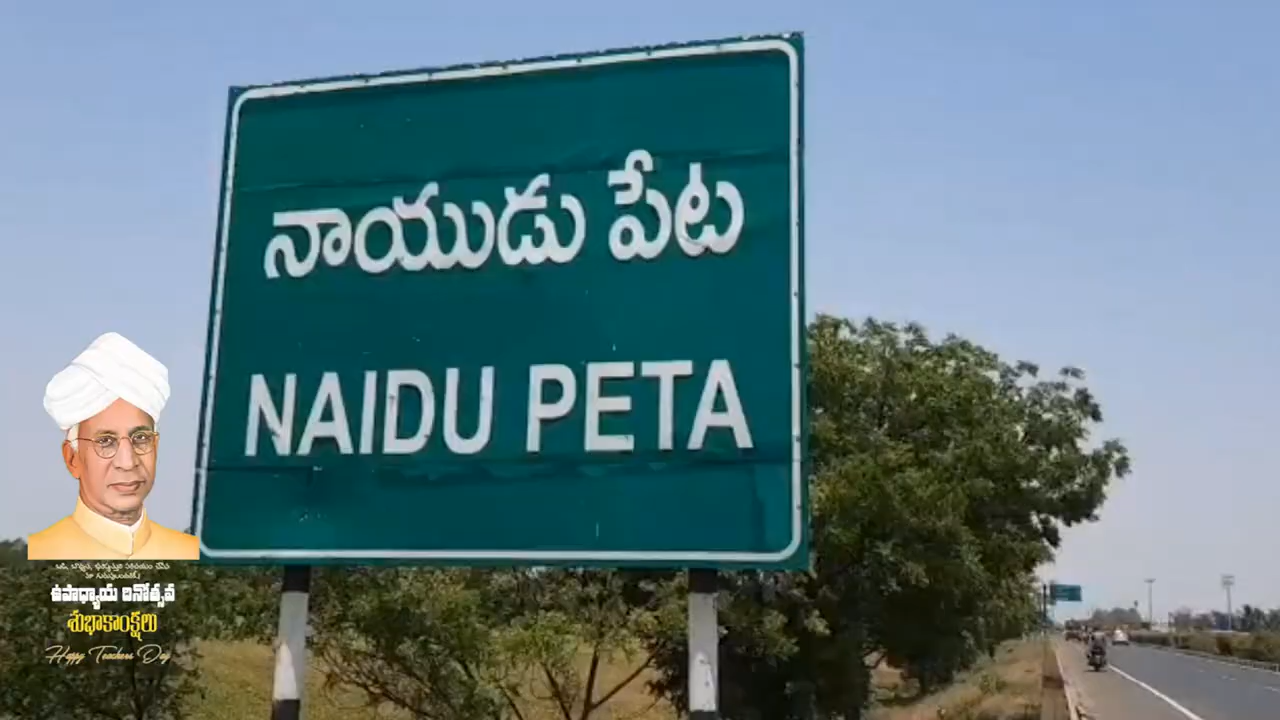 నాయుడు పేట
NAIDU PETA
ఉపాధ్యాయ దినోత్సవ
శుభాకాంక్షలు
Happy Teachers Day